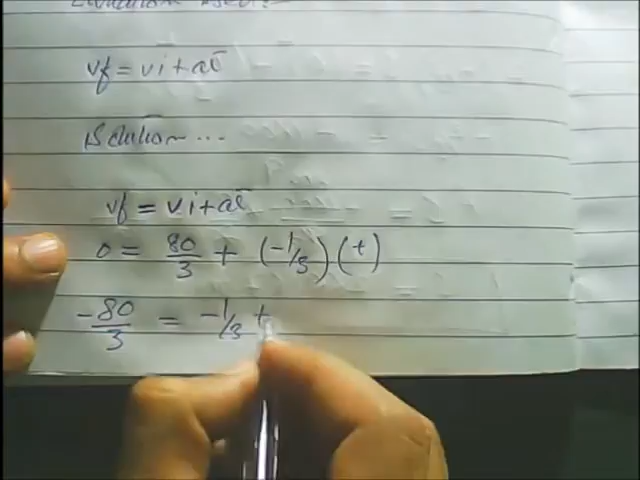 vf = vi + at
Solution...
vf = vi + at
0 = 80/3 + (-1/3)(t)
-80/3 = -1/3 t